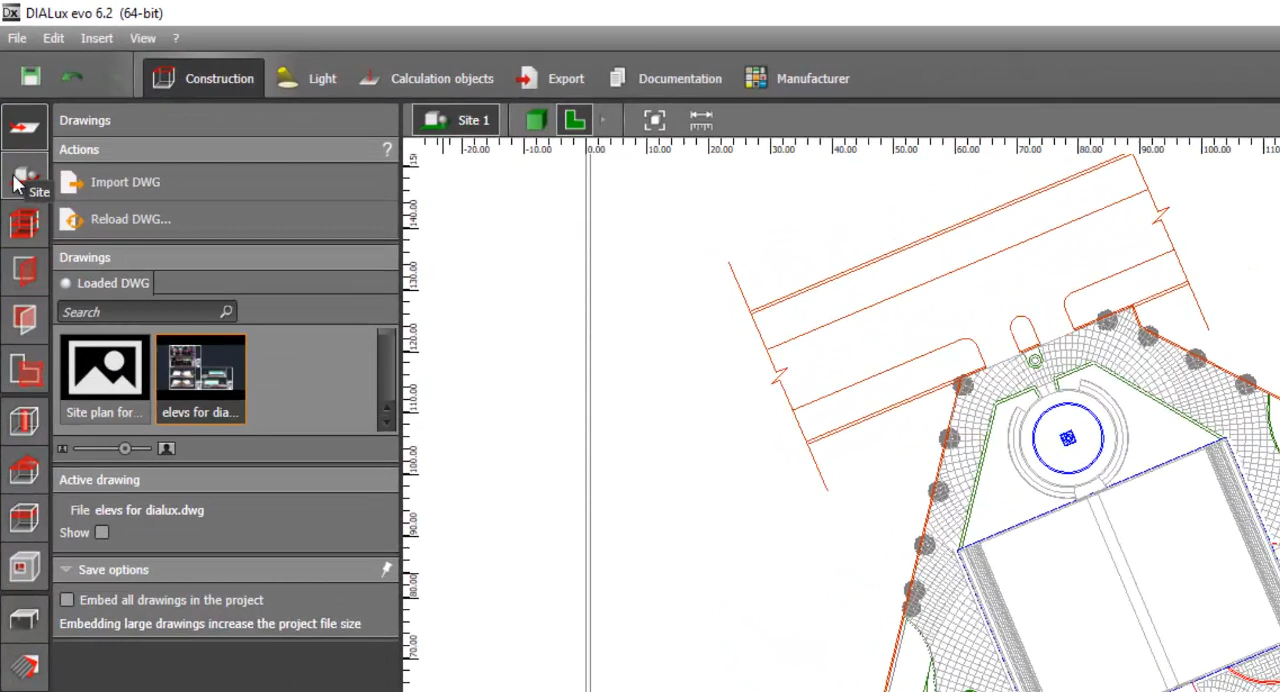 Dx DIALux evo 6.2 (64-bit)
File Edit Insert View ?
Construction Light Calculation objects Export Documentation Manufacturer
Drawings
Site 1
Actions ?
-20.00 -10.00 0.00 10.00 20.00 30.00 40.00 50.00 60.00 70.00 80.00 90.00 100.00
Import DWG
Site
Reload DWG...
140.00
Drawings
Loaded DWG
130.00
Search
120.00
110.00
Site plan for... elevs for dia...
100.00
Active drawing
File elevs for dialux.dwg
90.00
Show
Save options
80.00
Embed all drawings in the project
Embedding large drawings increase the project file size
70.00